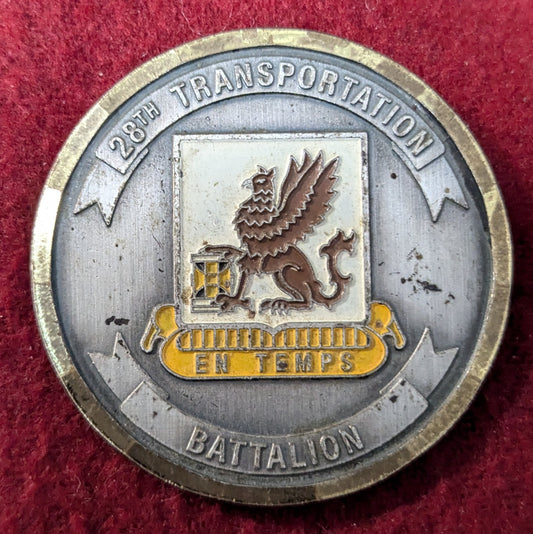 28TH TRANSPORTATION
EN TEMPS
BATTALION